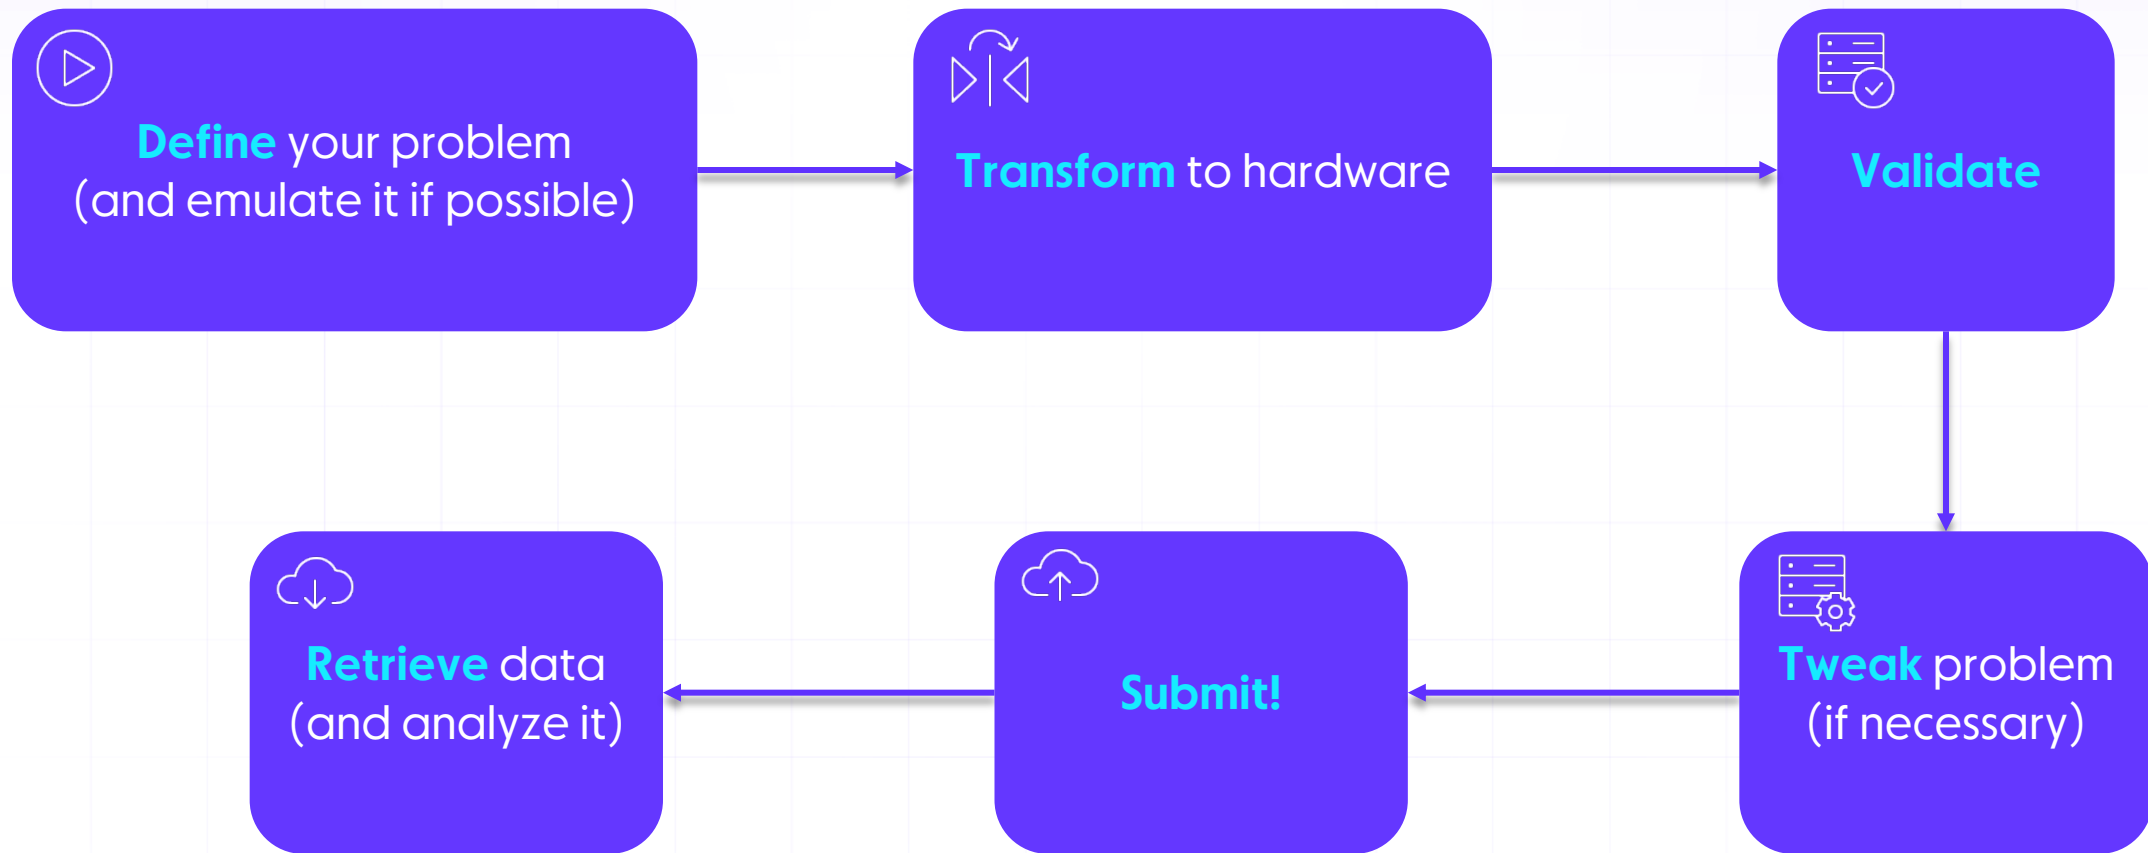 Define your problem
(and emulate it if possible)
Transform to hardware
Validate
Tweak problem
(if necessary)
Submit!
Retrieve data
(and analyze it)